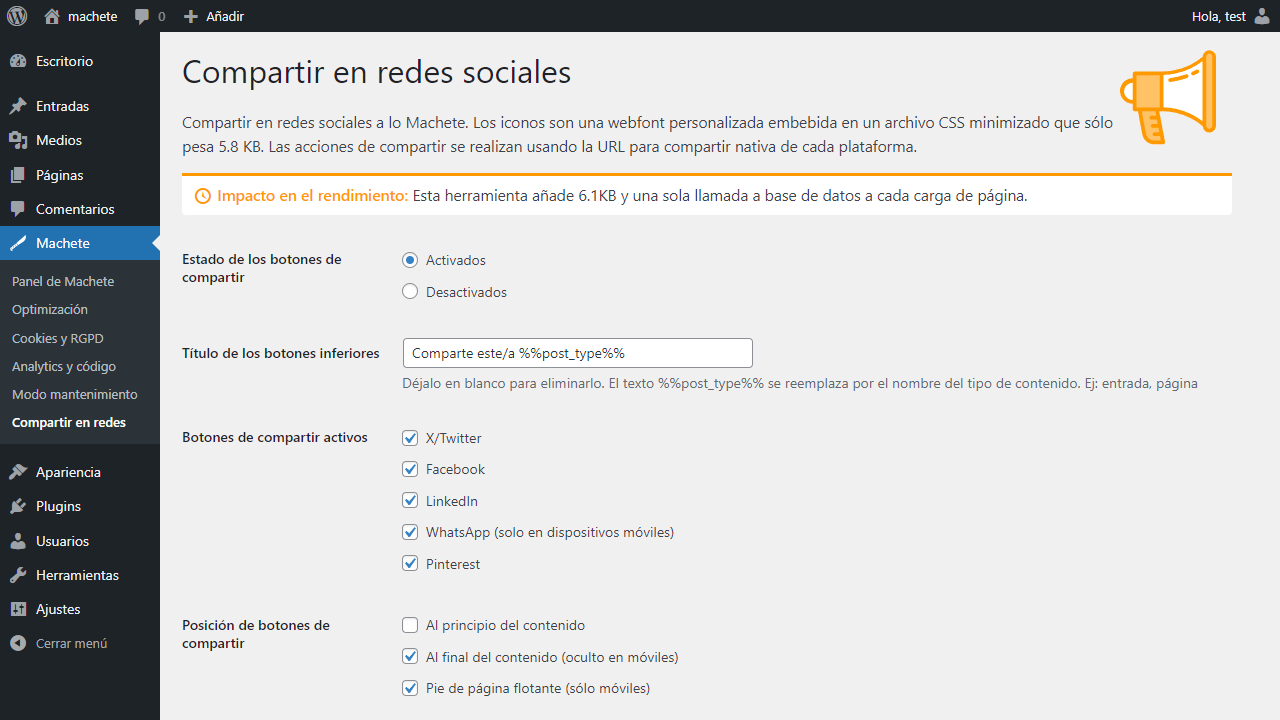 machete
0
Añadir
Hola, test
Escritorio
Entradas
Medios
Páginas
Comentarios
Machete
Panel de Machete
Optimización
Cookies y RGPD
Analytics y código
Modo mantenimiento
Compartir en redes
Apariencia
Plugins
Usuarios
Herramientas
Ajustes
Cerrar menú
Compartir en redes sociales
Compartir en redes sociales a lo Machete. Los iconos son una webfont personalizada embebida en un archivo CSS minimizado que sólo
pesa 5.8 KB. Las acciones de compartir se realizan usando la URL para compartir nativa de cada plataforma.
Impacto en el rendimiento: Esta herramienta añade 6.1KB y una sola llamada a base de datos a cada carga de página.
Estado de los botones de
compartir
Activados
Desactivados
Título de los botones inferiores
Comparte este/a %%post_type%%
Déjalo en blanco para eliminarlo. El texto %%post_type%% se reemplaza por el nombre del tipo de contenido. Ej: entrada, página
Botones de compartir activos
X/Twitter
Facebook
LinkedIn
WhatsApp (solo en dispositivos móviles)
Pinterest
Posición de botones de
compartir
Al principio del contenido
Al final del contenido (oculto en móviles)
Pie de página flotante (sólo móviles)